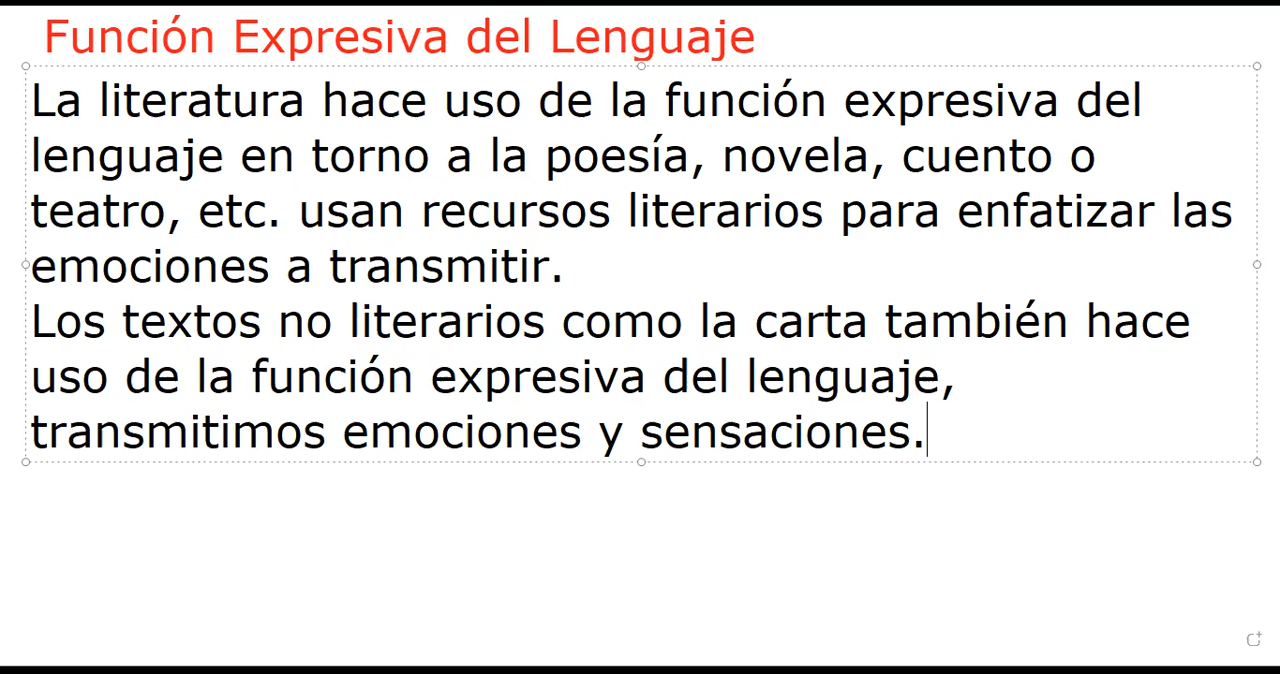 Función Expresiva del Lenguaje
La literatura hace uso de la función expresiva del
lenguaje en torno a la poesía, novela, cuento o
teatro, etc. usan recursos literarios para enfatizar las
emociones a transmitir.
Los textos no literarios como la carta también hace
uso de la función expresiva del lenguaje,
transmitimos emociones y sensaciones.